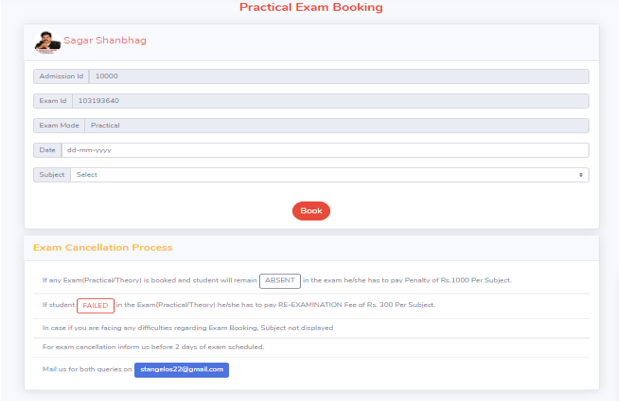 Practical Exam Booking
Sagar Shanbhag
Admission Id 10000
Exam Id 103193640
Exam Mode Practical
Date dd-mm-yyyy
Subject Select
Book
Exam Cancellation Process
If any Exam(Practical/Theory) is booked and student will remain ABSENT in the exam he/she has to pay Penalty of Rs.1000 Per Subject.
If student FAILED in the Exam(Practical/Theory) he/she has to pay RE-EXAMINATION Fee of Rs. 300 Per Subject.
In case if you are facing any difficulties regarding Exam Booking, Subject not displayed
For exam cancellation inform us before 2 days of exam scheduled.
Mail us for both queries on stangelos22@gmail.com